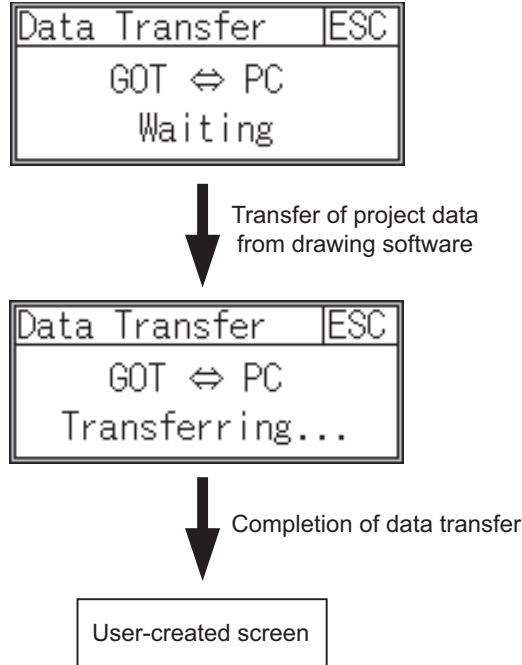 Data Transfer ESC
GOT ⇔ PC
Waiting
Transfer of project data
from drawing software
Data Transfer ESC
GOT ⇔ PC
Transferring...
Completion of data transfer
User-created screen